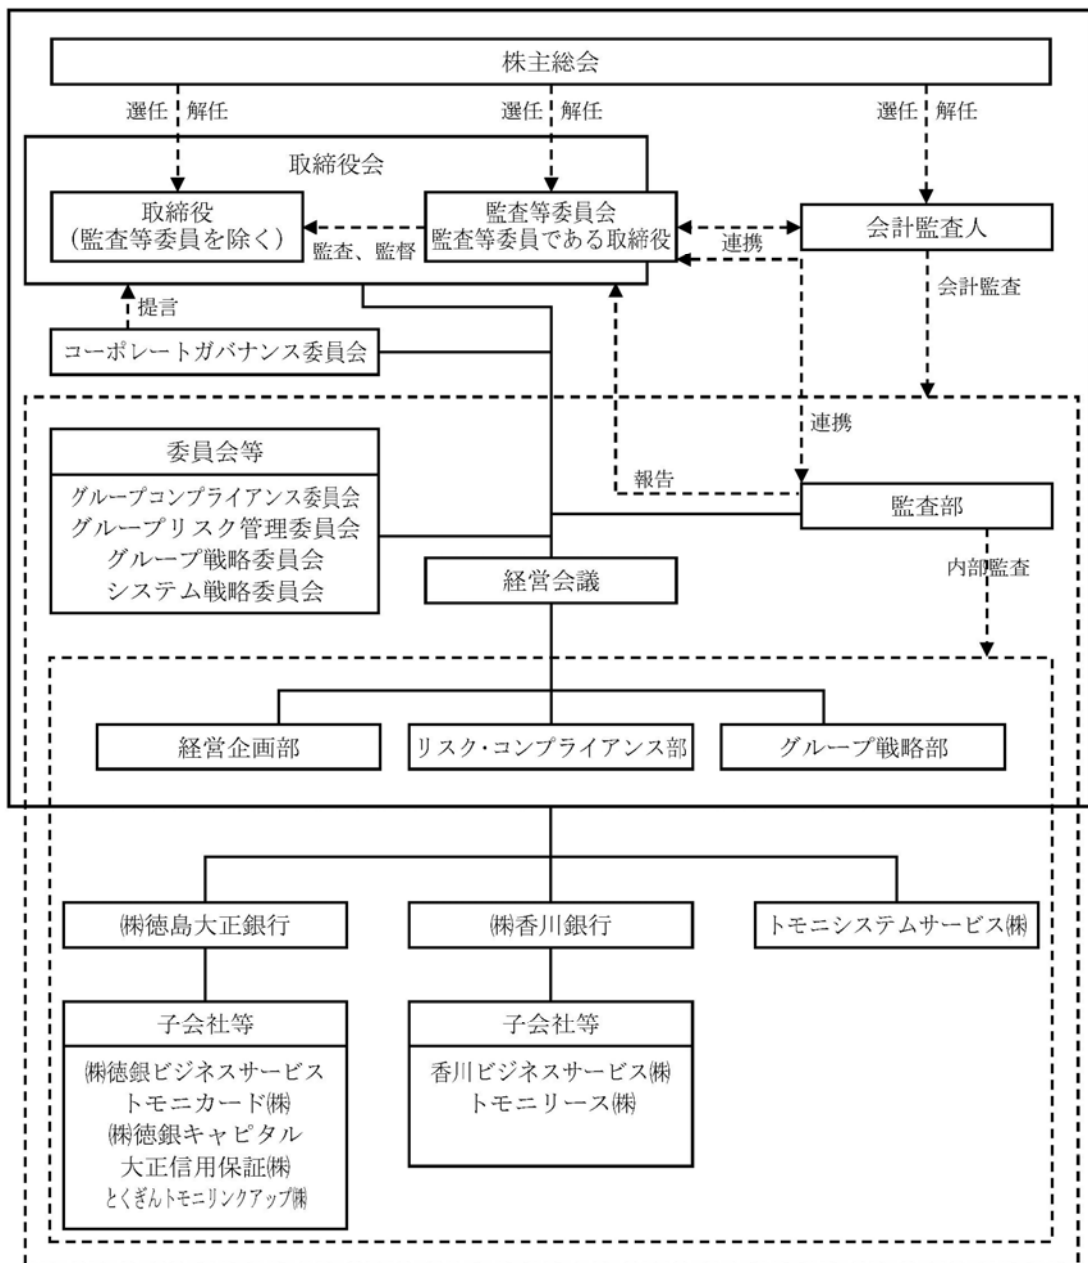 株主総会
選任 解任
選任 解任
選任 解任
取締役会
取締役
(監査等委員を除く)
監査、監督
監査等委員会
監査等委員である取締役
連携
会計監査人
会計監査
提言
コーポレートガバナンス委員会
連携
委員会等
グループコンプライアンス委員会
グループリスク管理委員会
グループ戦略委員会
システム戦略委員会
報告
監査部
内部監査
経営会議
経営企画部
リスク・コンプライアンス部
グループ戦略部
㈱徳島大正銀行
㈱香川銀行
トモニシステムサービス㈱
子会社等
㈱徳銀ビジネスサービス
トモニカード㈱
㈱徳銀キャピタル
大正信用保証㈱
とくぎんトモニリンクアップ㈱
子会社等
香川ビジネスサービス㈱
トモニリース㈱